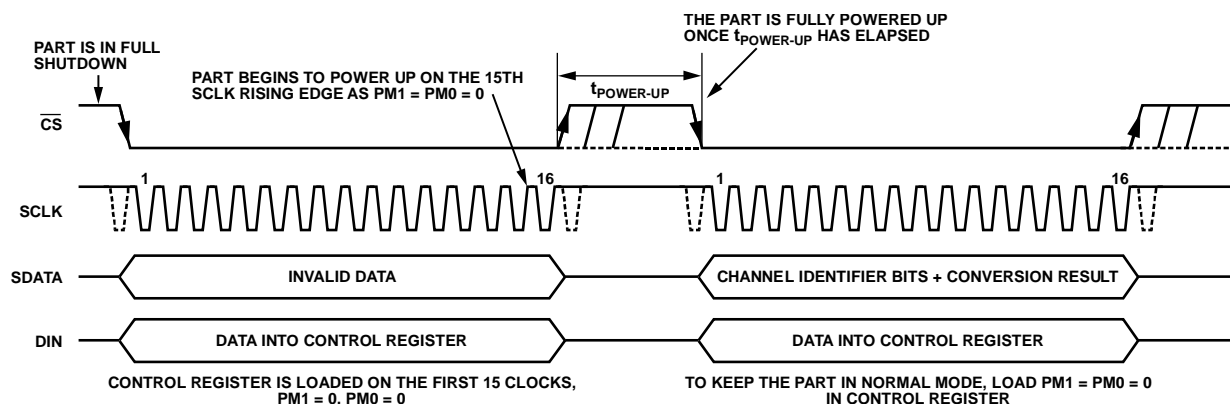 THE PART IS FULLY POWERED UP
ONCE tPOWER-UP HAS ELAPSED
PART IS IN FULL
SHUTDOWN
PART BEGINS TO POWER UP ON THE 15TH
SCLK RISING EDGE AS PM1 = PM0 = 0
tPOWER-UP
CS
1
16
1
16
SCLK
SDATA
INVALID DATA
CHANNEL IDENTIFIER BITS + CONVERSION RESULT
DIN
DATA INTO CONTROL REGISTER
DATA INTO CONTROL REGISTER
CONTROL REGISTER IS LOADED ON THE FIRST 15 CLOCKS,
PM1 = 0, PM0 = 0
TO KEEP THE PART IN NORMAL MODE, LOAD PM1 = PM0 = 0
IN CONTROL REGISTER